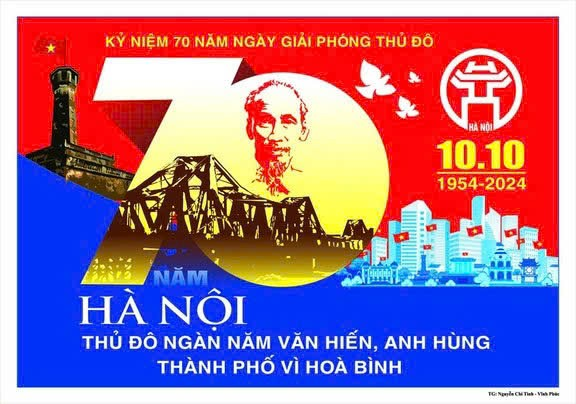 KỶ NIỆM 70 NĂM NGÀY GIẢI PHÓNG THỦ ĐÔ
70
NĂM
HÀ NỘI
10.10
1954-2024
HÀ NỘI
THỦ ĐÔ NGÀN NĂM VĂN HIẾN, ANH HÙNG
THÀNH PHỐ VÌ HOÀ BÌNH
TG: Nguyễn Chí Tình - Vĩnh Phúc